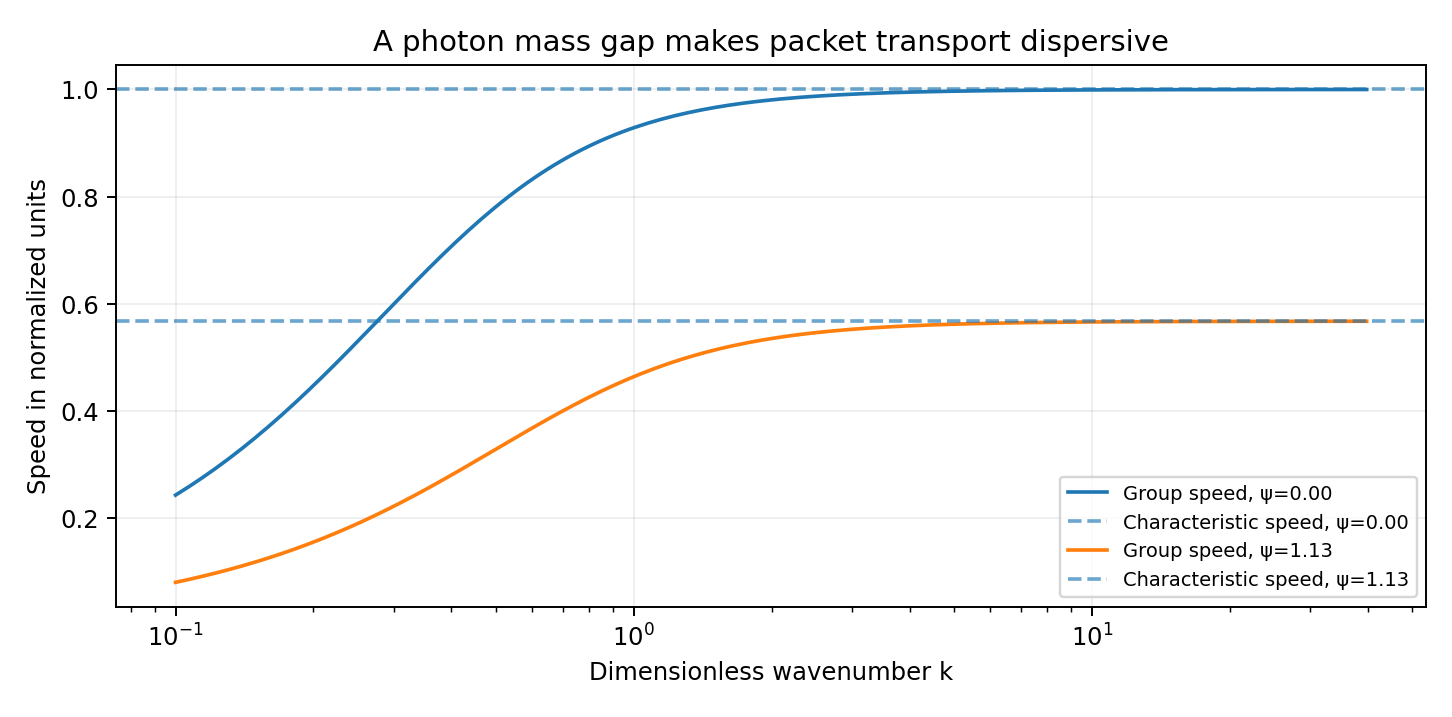 A photon mass gap makes packet transport dispersive
Speed in normalized units
1.0
0.8
0.6
0.4
0.2
Group speed, ψ=0.00
Characteristic speed, ψ=0.00
Group speed, ψ=1.13
Characteristic speed, ψ=1.13
10⁻¹ 10⁰ 10¹
Dimensionless wavenumber k